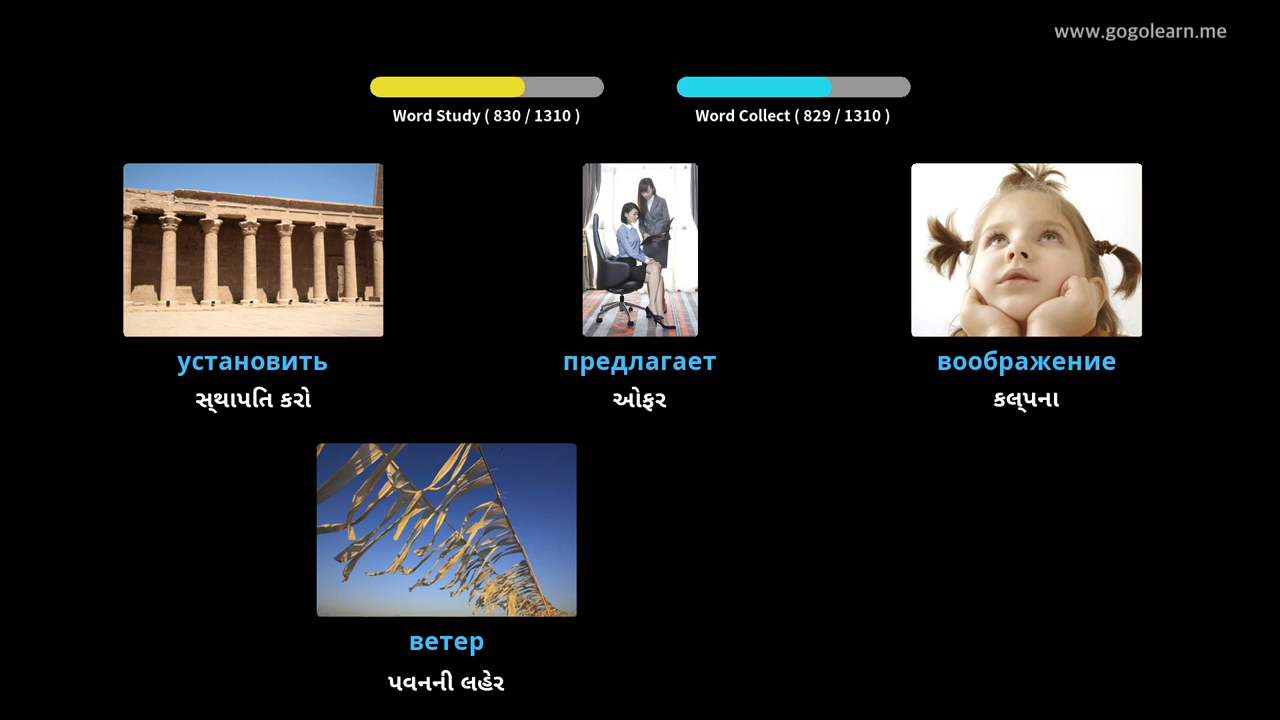 www.gogolearn.me
Word Study ( 830 / 1310 )
Word Collect ( 829 / 1310 )
установить
સ્થાપતિ કરો
предлагает
ઓફર
воображение
કલ્પના
ветер
પવનની લહેર